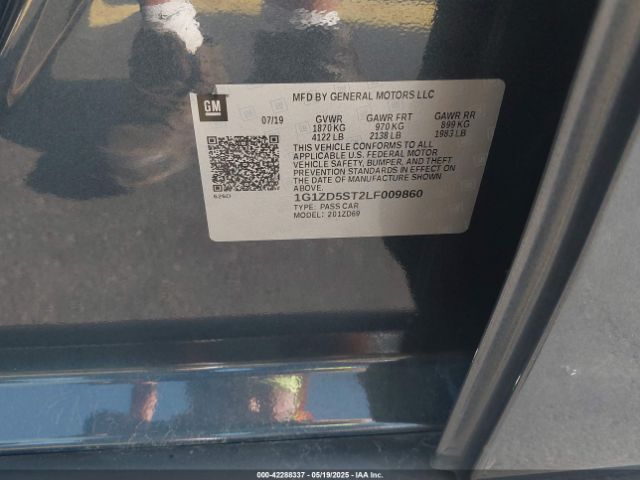 GM
MFD BY GENERAL MOTORS LLC
07/19 GVWR GAWR FRT GAWR RR
1870 KG 970 KG 899 KG
4122 LB 2138 LB 1983 LB
THIS VEHICLE CONFORMS TO ALL
APPLICABLE U.S. FEDERAL MOTOR
VEHICLE SAFETY, BUMPER, AND THEFT
PREVENTION STANDARDS IN EFFECT ON
THE DATE OF MANUFACTURE SHOWN
ABOVE.
1G1ZD5ST2LF009860
TYPE: PASS CAR
MODEL: 201ZD69
000-42288337 - 05/19/2025 - IAA Inc.